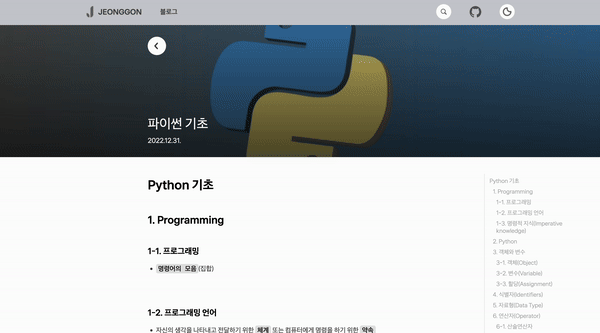 JEONGGON 블로그
파이썬 기초
2022.12.31.
Python 기초
1. Programming
1-1. 프로그래밍
• 명령어의 모음(집합)
1-2. 프로그래밍 언어
• 자신의 생각을 나타내고 전달하기 위한 체계 또는 컴퓨터에게 명령을 하기 위한 약속
Python 기초
1. Programming
1-1. 프로그래밍
1-2. 프로그래밍 언어
1-3. 명령적 지식(Imperative
knowledge)
2. Python
3. 객체와 변수
3-1. 객체(Object)
3-2. 변수(Variable)
3-3. 할당(Assignment)
4. 식별자(Identifiers)
5. 자료형(Data Type)
6. 연산자(Operator)
6-1. 산술연산자